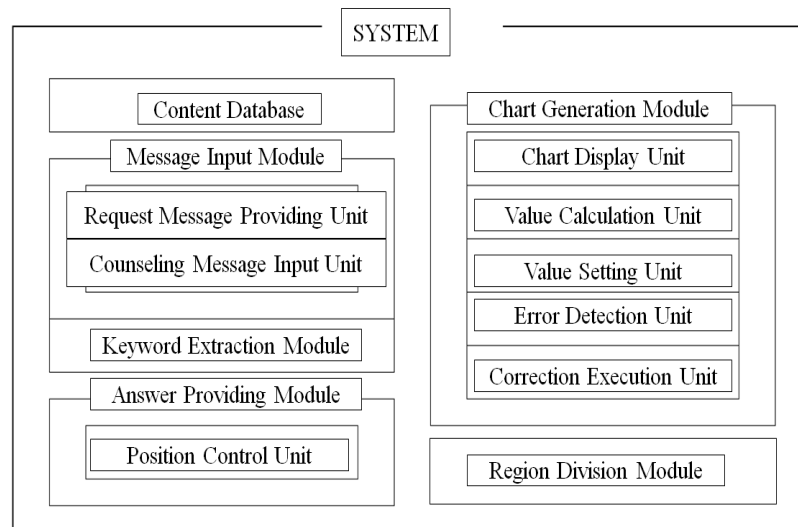 SYSTEM
Content Database
Message Input Module
Request Message Providing Unit
Counseling Message Input Unit
Keyword Extraction Module
Answer Providing Module
Position Control Unit
Chart Generation Module
Chart Display Unit
Value Calculation Unit
Value Setting Unit
Error Detection Unit
Correction Execution Unit
Region Division Module